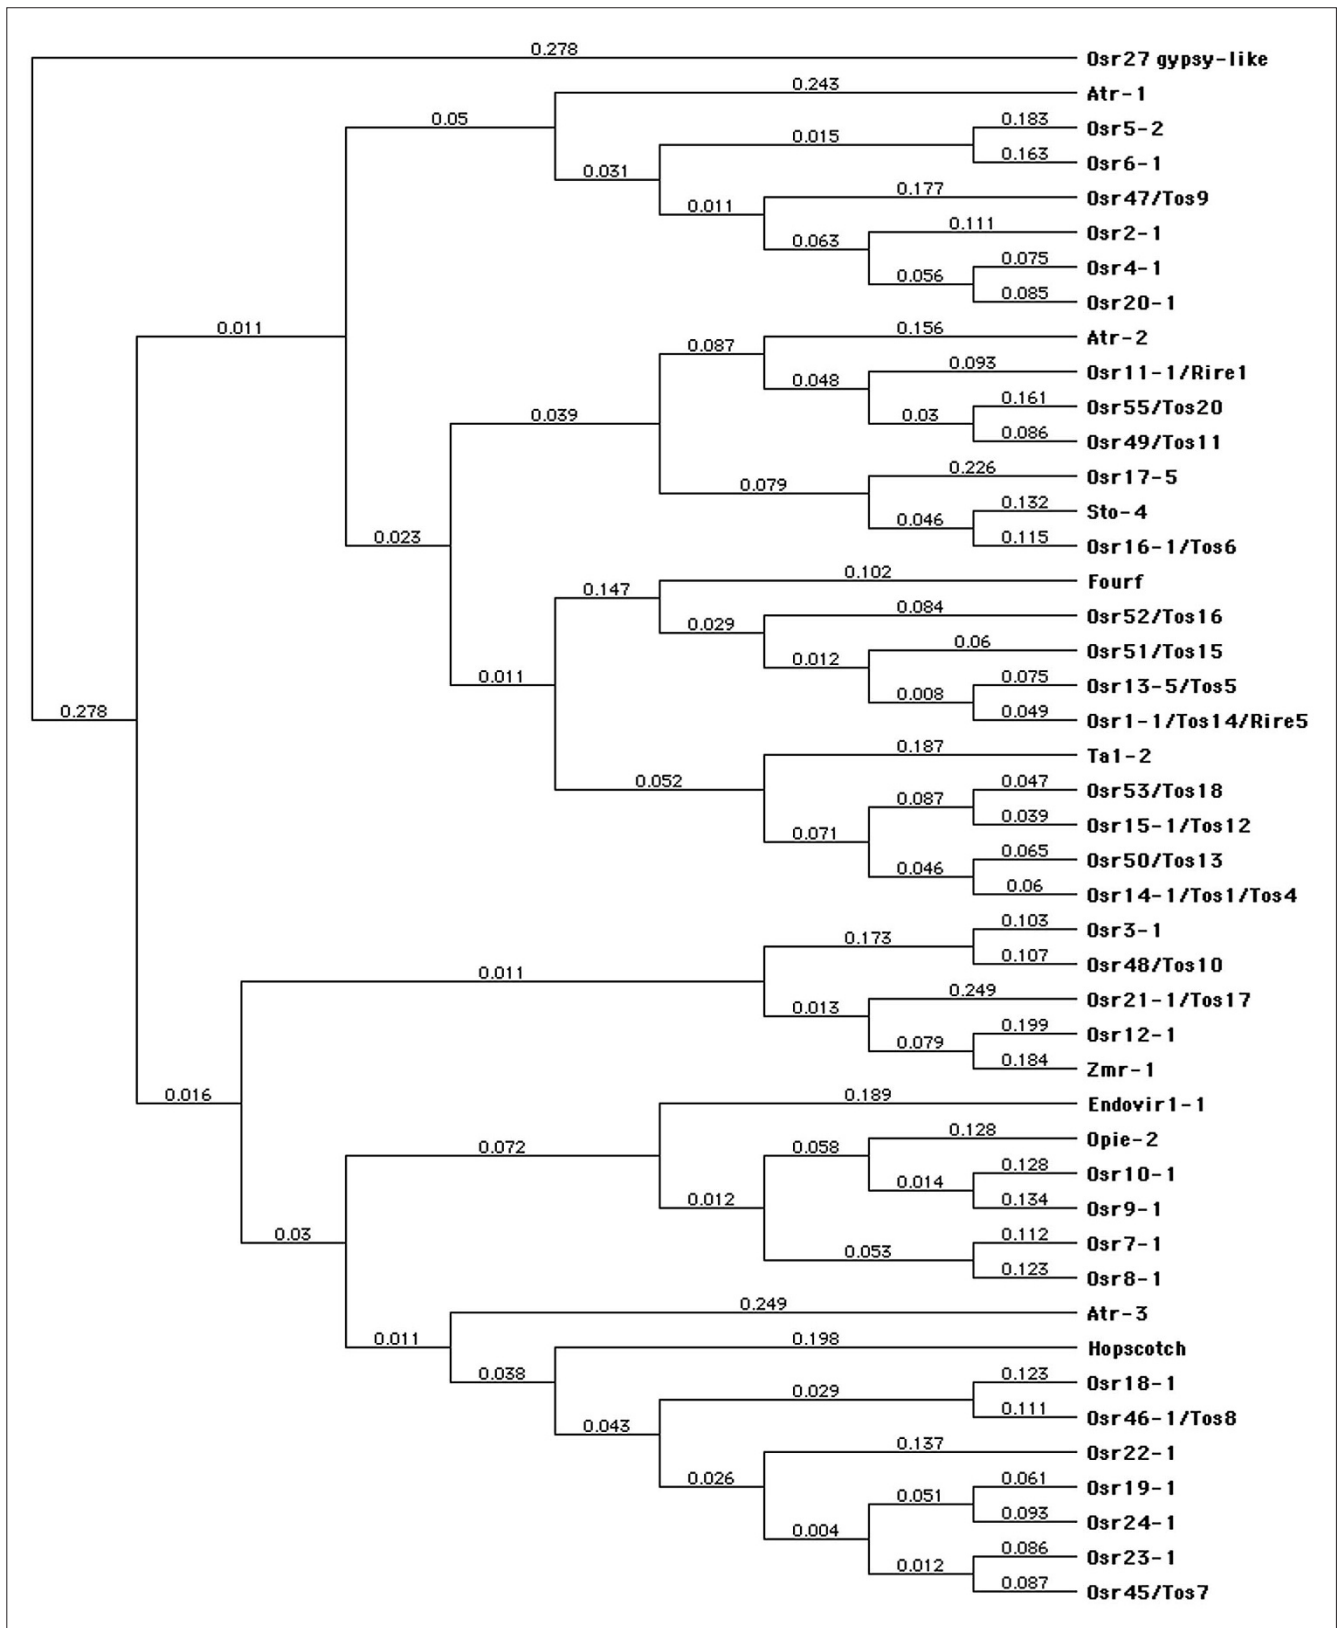 0.278
Osr27 gypsy-like
0.243
Atr-1
0.05
0.183
Osr5-2
0.015
0.163
Osr6-1
0.031
0.177
Osr47/Tos9
0.011
0.111
Osr2-1
0.063
0.075
Osr4-1
0.056
0.085
Osr20-1
0.011
0.156
Atr-2
0.087
0.093
Osr11-1/Rire1
0.048
0.161
Osr55/Tos20
0.039
0.03
0.086
Osr49/Tos11
0.226
Osr17-5
0.079
0.132
Sto-4
0.046
0.115
Osr16-1/Tos6
0.023
0.102
Fourf
0.147
0.084
Osr52/Tos16
0.029
0.06
Osr51/Tos15
0.012
0.075
Osr13-5/Tos5
0.011
0.008
0.049
Osr1-1/Tos14/Rire5
0.278
0.187
Ta1-2
0.052
0.047
Osr53/Tos18
0.087
0.039
Osr15-1/Tos12
0.071
0.065
Osr50/Tos13
0.046
0.06
Osr14-1/Tos1/Tos4
0.103
Osr3-1
0.173
0.107
Osr48/Tos10
0.011
0.249
Osr21-1/Tos17
0.013
0.199
Osr12-1
0.079
0.184
Zmr-1
0.016
0.189
Endovir1-1
0.128
Opie-2
0.072
0.058
0.128
Osr10-1
0.014
0.134
Osr9-1
0.012
0.112
Osr7-1
0.03
0.053
0.123
Osr8-1
0.249
Atr-3
0.011
0.198
Hopscotch
0.038
0.123
Osr18-1
0.029
0.111
Osr46-1/Tos8
0.043
0.137
Osr22-1
0.026
0.061
Osr19-1
0.051
0.093
Osr24-1
0.004
0.086
Osr23-1
0.012
0.087
Osr45/Tos7